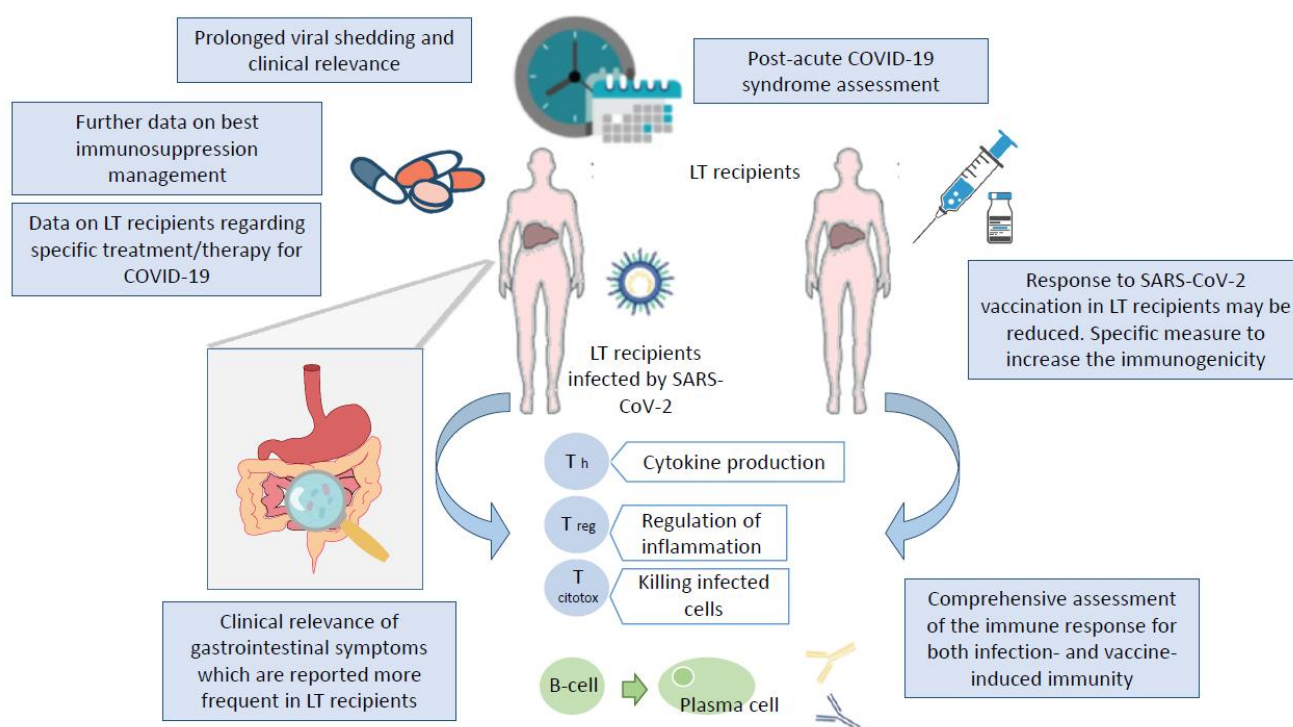 Prolonged viral shedding and
clinical relevance
Post-acute COVID-19
syndrome assessment
Further data on best
immunosuppression
management
Data on LT recipients regarding
specific treatment/therapy for
COVID-19
LT recipients
Response to SARS-CoV-2
vaccination in LT recipients may be
reduced. Specific measure to
increase the immunogenicity
LT recipients
infected by SARS-
CoV-2
T h
Cytokine production
T reg
Regulation of
inflammation
T
citotox
Killing infected
cells
Clinical relevance of
gastrointestinal symptoms
which are reported more
frequent in LT recipients
Comprehensive assessment
of the immune response for
both infection- and vaccine-
induced immunity
B-cell
Plasma cell